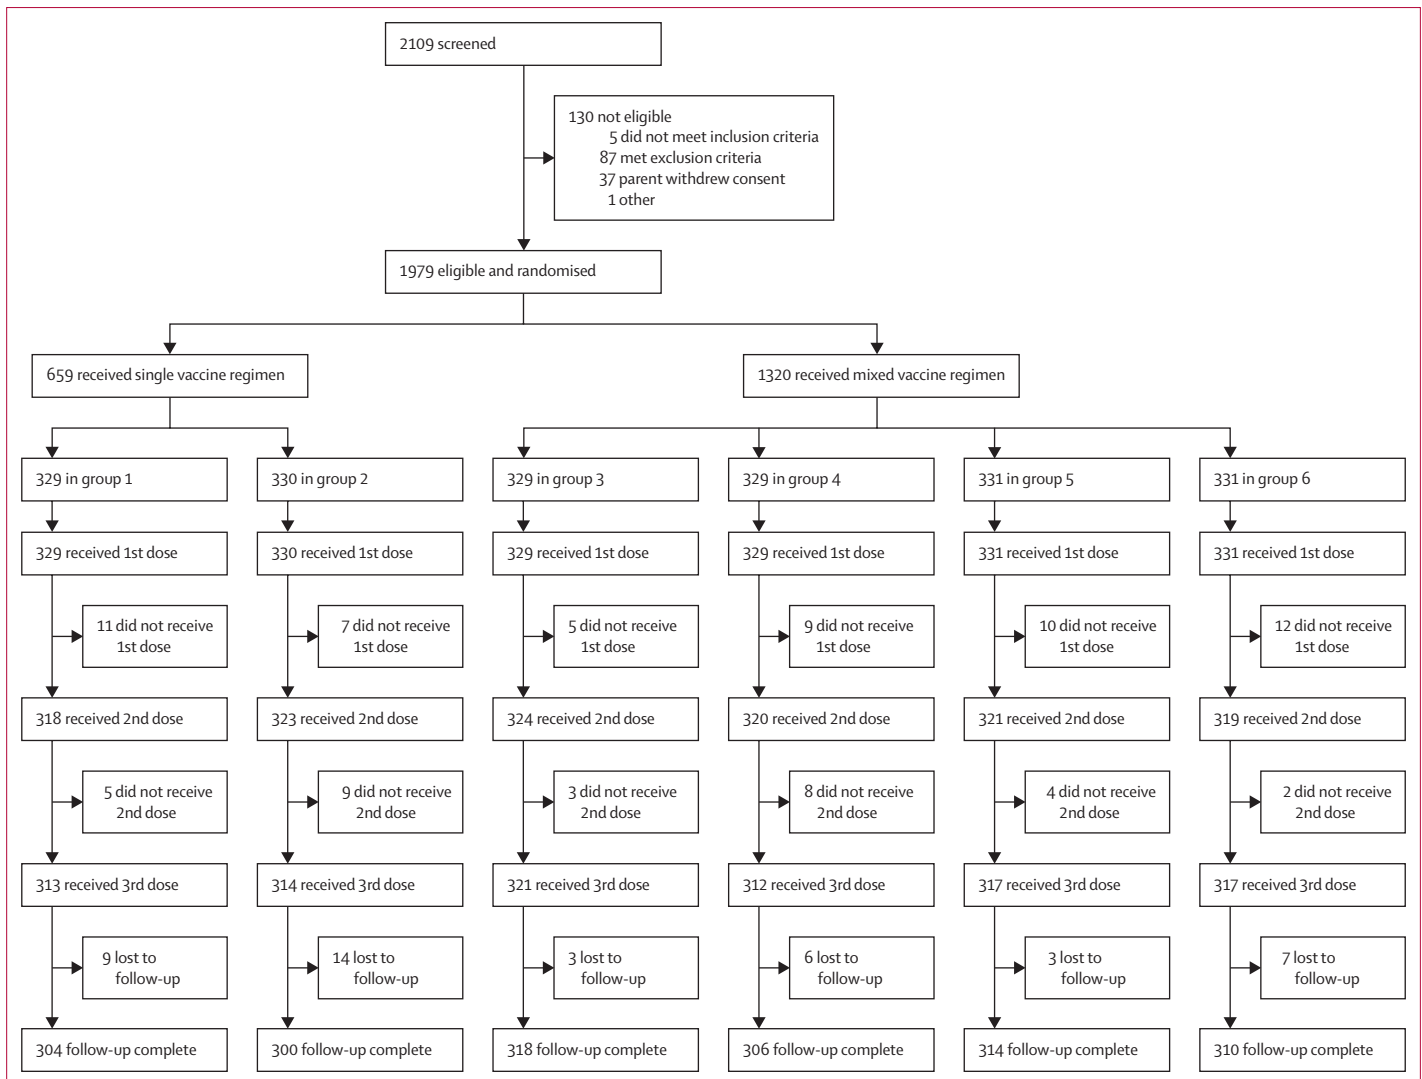 2109 screened
130 not eligible
5 did not meet inclusion criteria
87 met exclusion criteria
37 parent withdrew consent
1 other
1979 eligible and randomised
659 received single vaccine regimen
1320 received mixed vaccine regimen
329 in group 1
330 in group 2
329 in group 3
329 in group 4
331 in group 5
331 in group 6
329 received 1st dose
330 received 1st dose
329 received 1st dose
329 received 1st dose
331 received 1st dose
331 received 1st dose
11 did not receive
1st dose
7 did not receive
1st dose
5 did not receive
1st dose
9 did not receive
1st dose
10 did not receive
1st dose
12 did not receive
1st dose
318 received 2nd dose
323 received 2nd dose
324 received 2nd dose
320 received 2nd dose
321 received 2nd dose
319 received 2nd dose
5 did not receive
2nd dose
9 did not receive
2nd dose
3 did not receive
2nd dose
8 did not receive
2nd dose
4 did not receive
2nd dose
2 did not receive
2nd dose
313 received 3rd dose
314 received 3rd dose
321 received 3rd dose
312 received 3rd dose
317 received 3rd dose
317 received 3rd dose
9 lost to
follow-up
14 lost to
follow-up
3 lost to
follow-up
6 lost to
follow-up
3 lost to
follow-up
7 lost to
follow-up
304 follow-up complete
300 follow-up complete
318 follow-up complete
306 follow-up complete
314 follow-up complete
310 follow-up complete